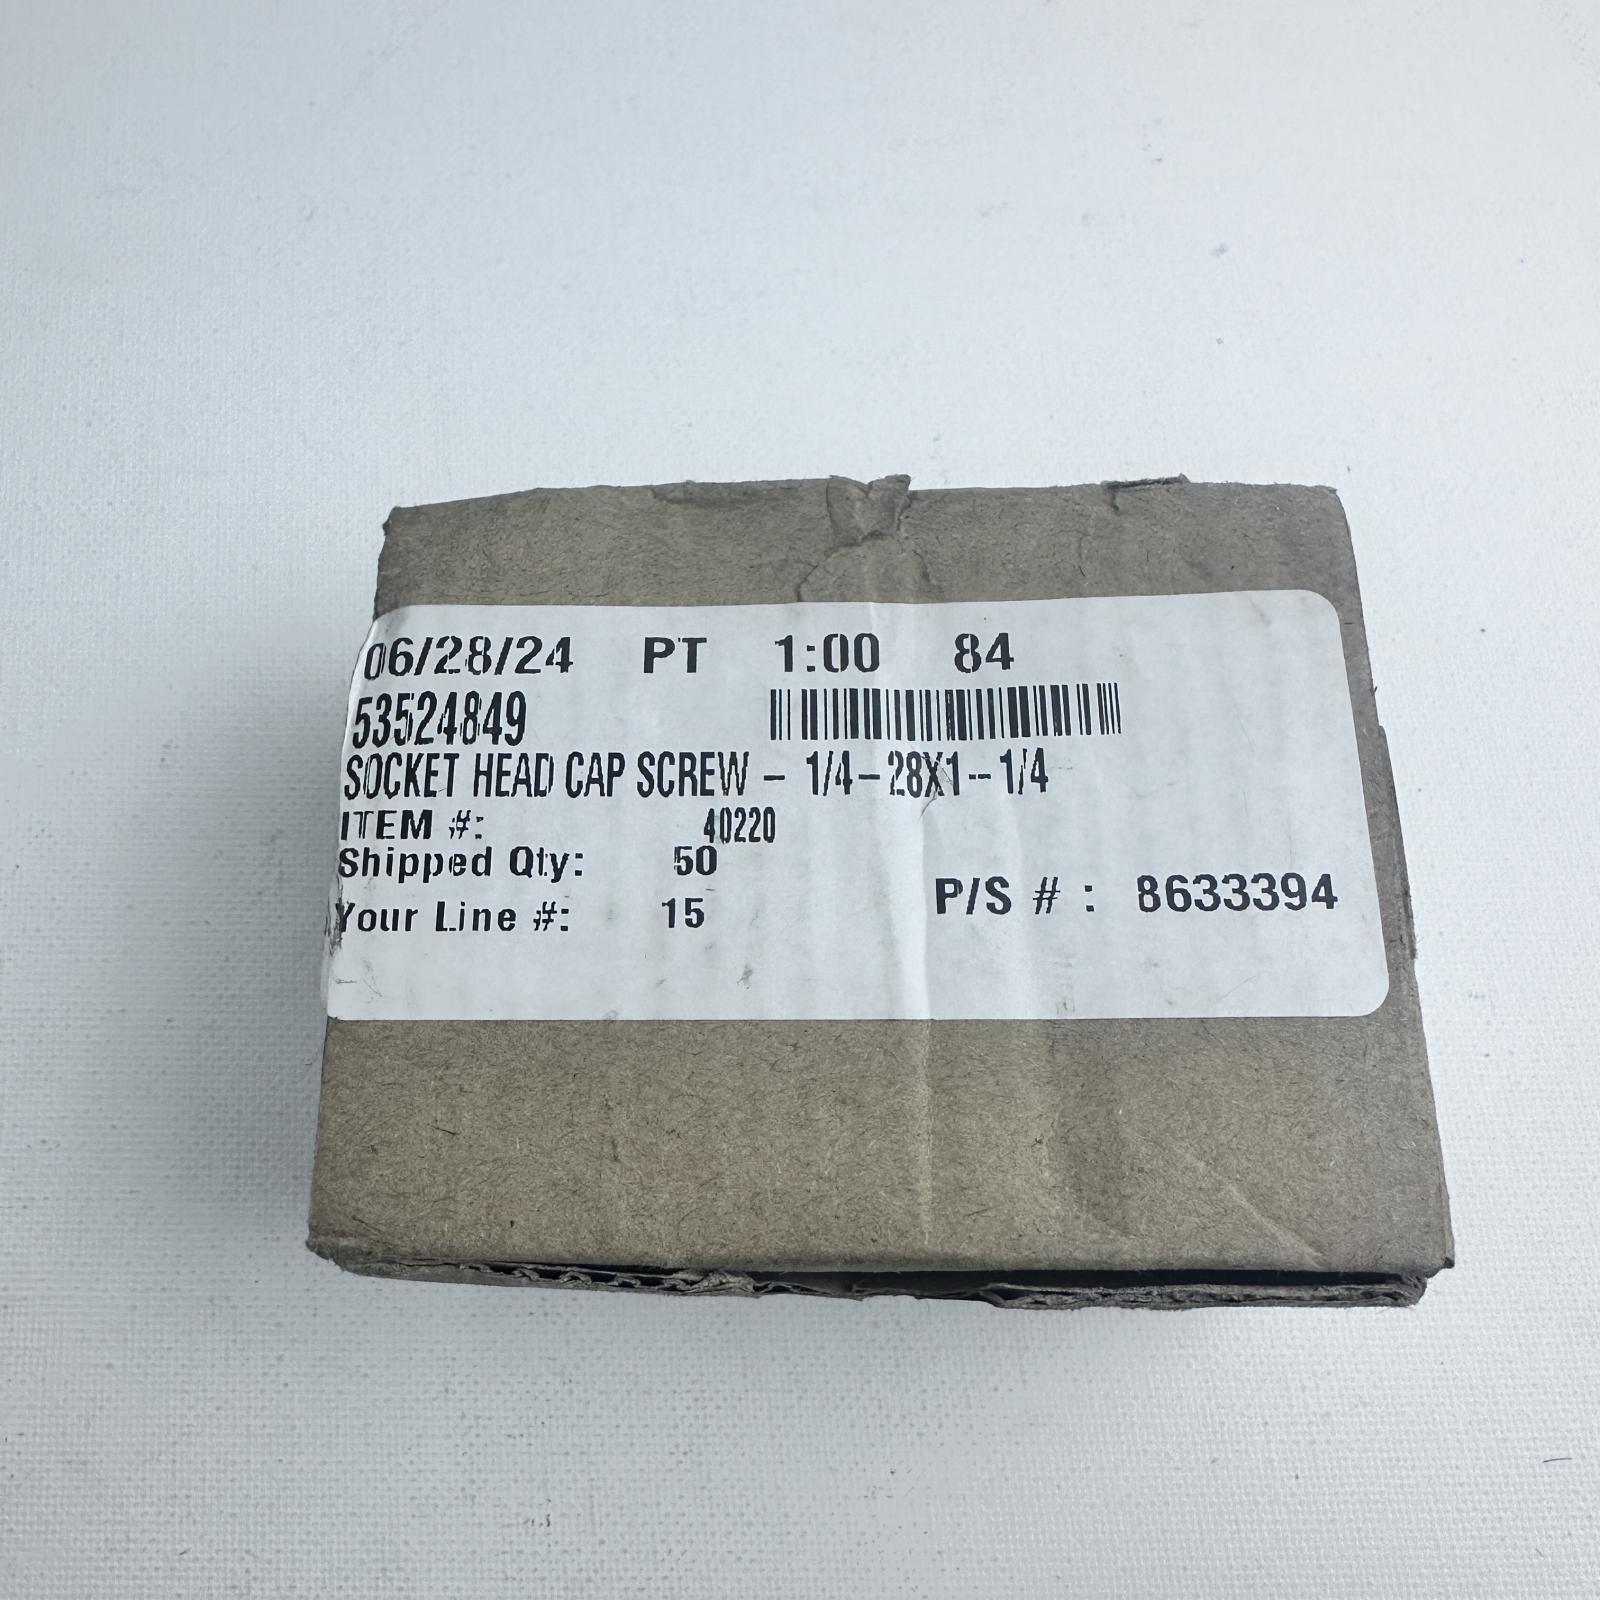 06/28/24 PT 1:00 84
53524849
SOCKET HEAD CAP SCREW - 1/4-28X1--1/4
ITEM #: 40220
Shipped Qty: 50
P/S # : 8633394
Your Line #: 15